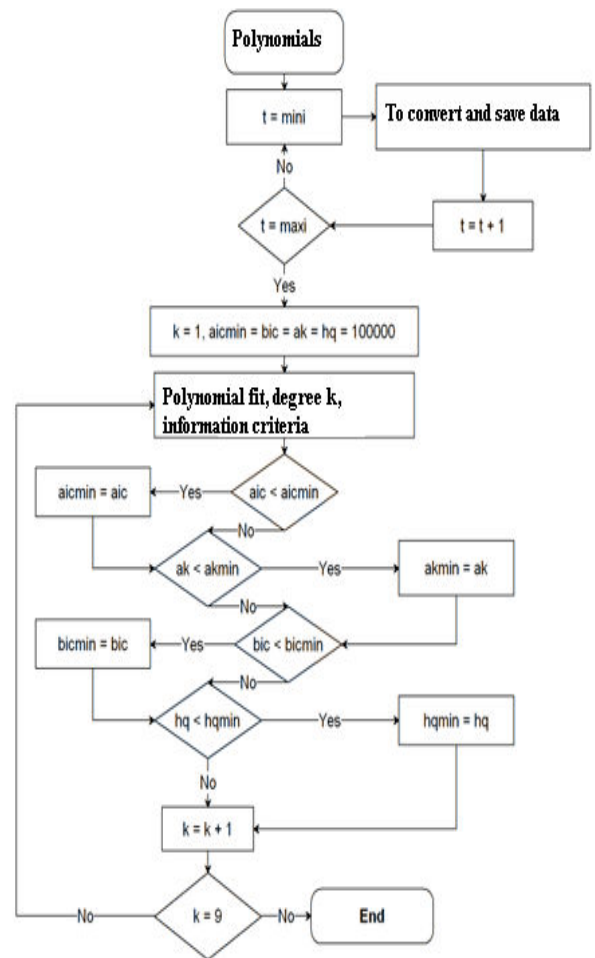 Polynomials
t = mini
To convert and save data
No
t = maxi
t = t + 1
Yes
k = 1, aicmin = bic = ak = hq = 100000
Polynomial fit, degree k,
information criteria
aicmin = aic
Yes
aic < aicmin
No
ak < akmin
Yes
akmin = ak
No
bicmin = bic
Yes
bic < bicmin
No
hq < hqmin
Yes
hqmin = hq
No
k = k + 1
No
k = 9
No
End